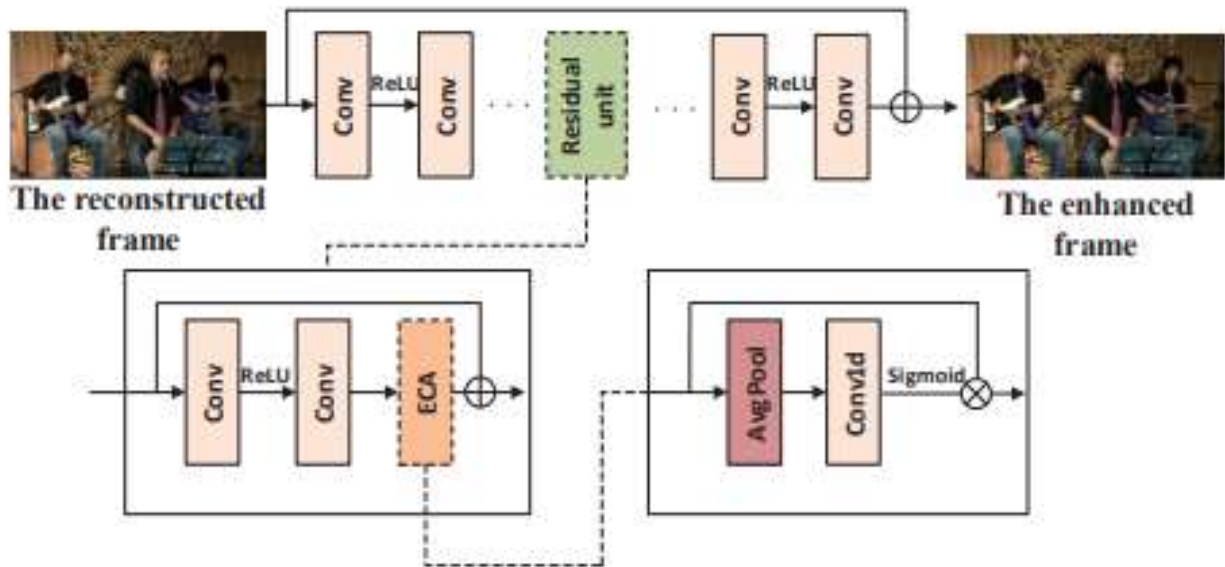 Conv
ReLU
Conv
. . .
Residual
unit
. . .
Conv
ReLU
Conv
The reconstructed
frame
The enhanced
frame
Conv
ReLU
Conv
ECA
AvgPool
Conv1d
Sigmoid